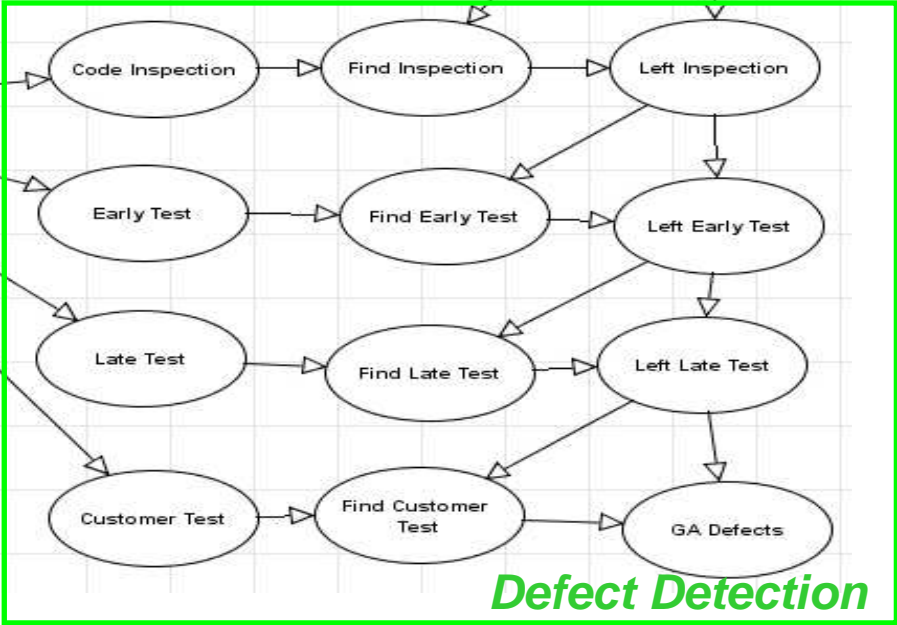 Code Inspection
Find Inspection
Left Inspection
Early Test
Find Early Test
Left Early Test
Late Test
Find Late Test
Left Late Test
Customer Test
Find Customer
Test
GA Defects
Defect Detection